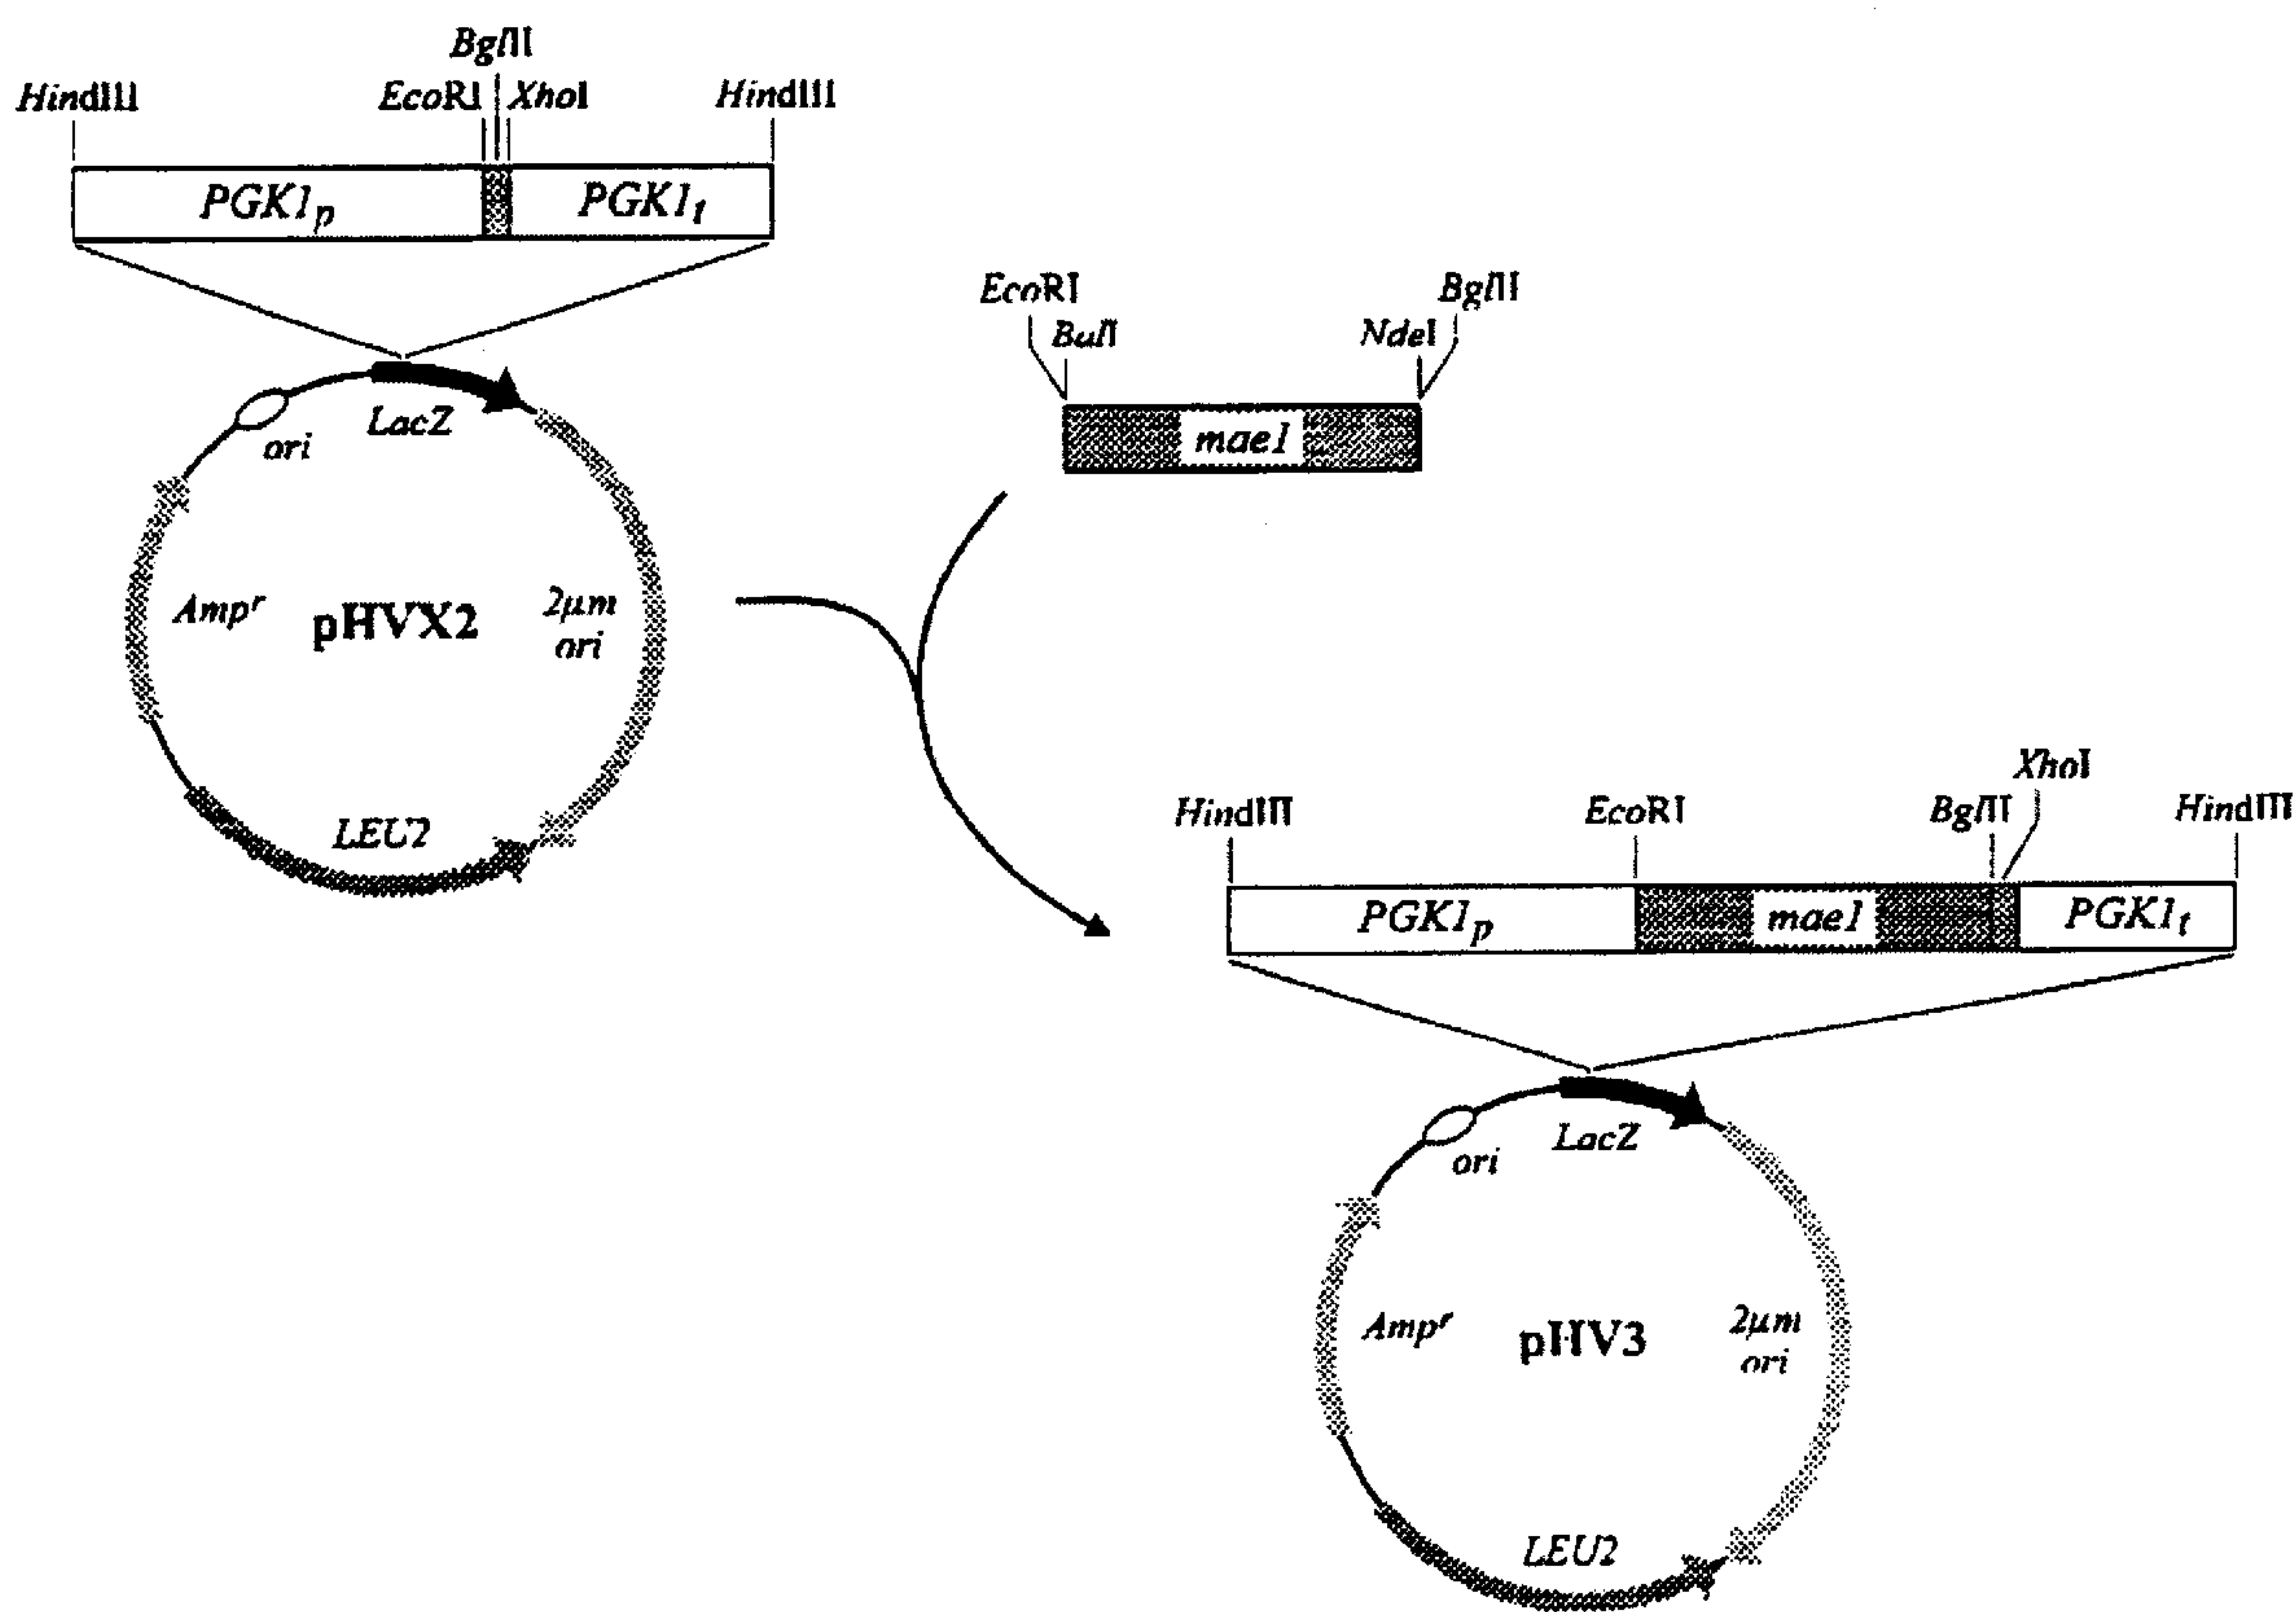 BglII
HindIII EcoRI XhoI HindIII
PGK1p PGK1t
EcoRI BglII
BalI NdeI
mae1
LacZ
ori
Ampr pHVX2 2μm
ori
LEU2
XhoI
HindIII EcoRI BglII HindIII
PGK1p mae1 PGK1t
LacZ
ori
Ampr pHV3 2μm
ori
LEU2